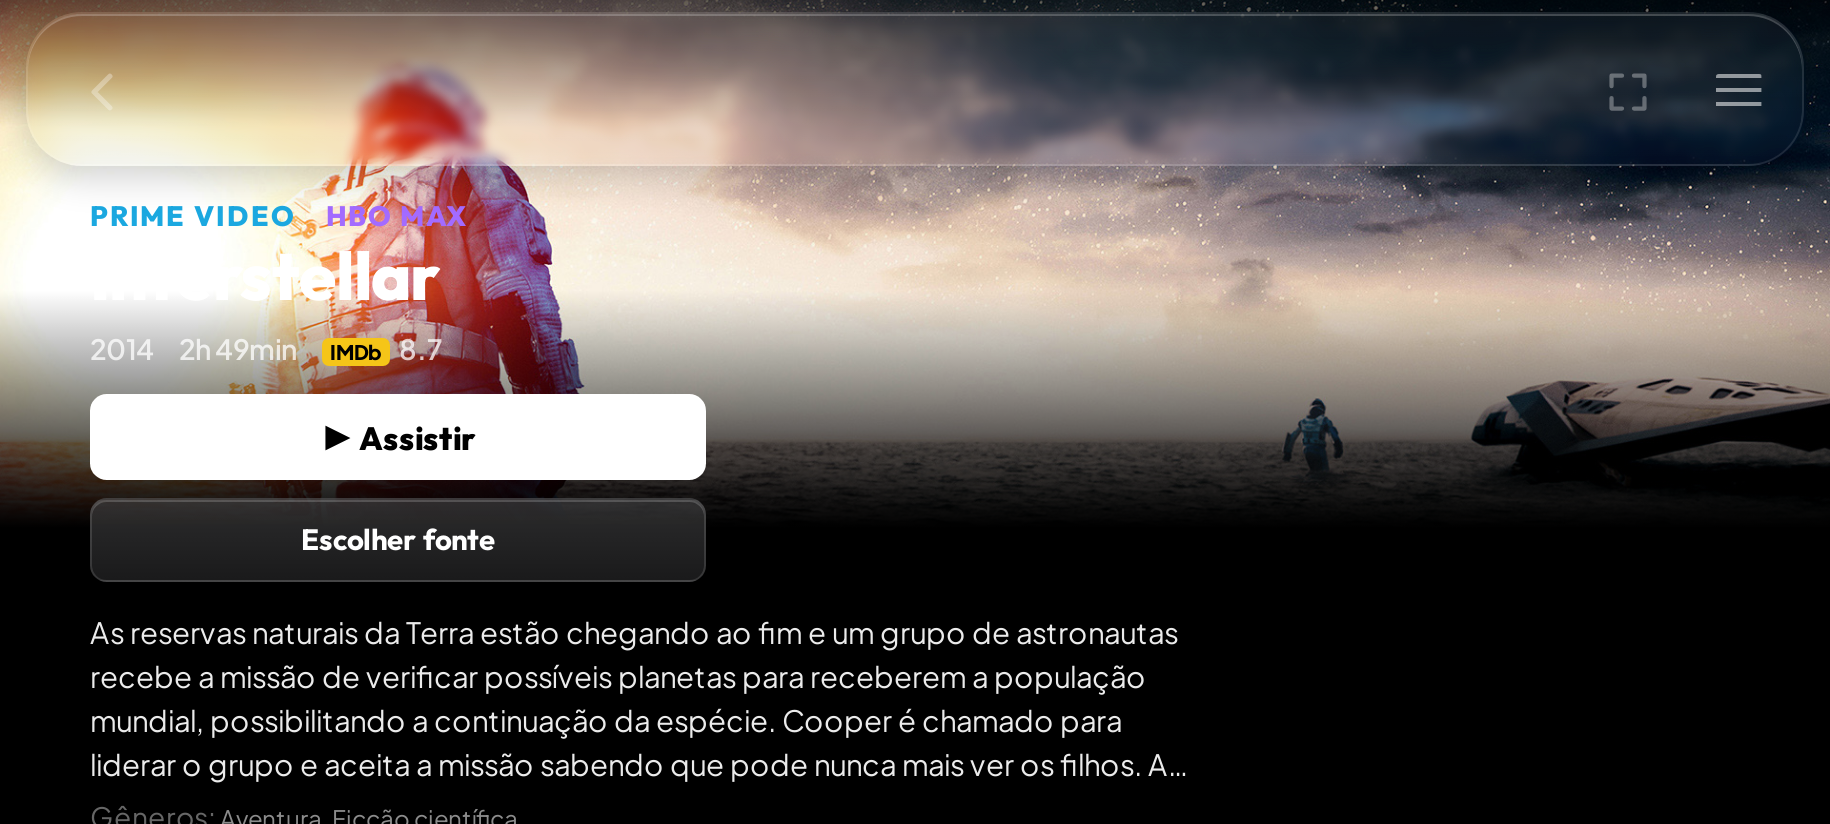 PRIME VIDEO HBO MAX
Interstellar
2014 2h 49min IMDb 8.7
▶ Assistir
Escolher fonte
As reservas naturais da Terra estão chegando ao fim e um grupo de astronautas
recebe a missão de verificar possíveis planetas para receberem a população
mundial, possibilitando a continuação da espécie. Cooper é chamado para
liderar o grupo e aceita a missão sabendo que pode nunca mais ver os filhos. A...
Gêneros: Aventura, Ficção científica